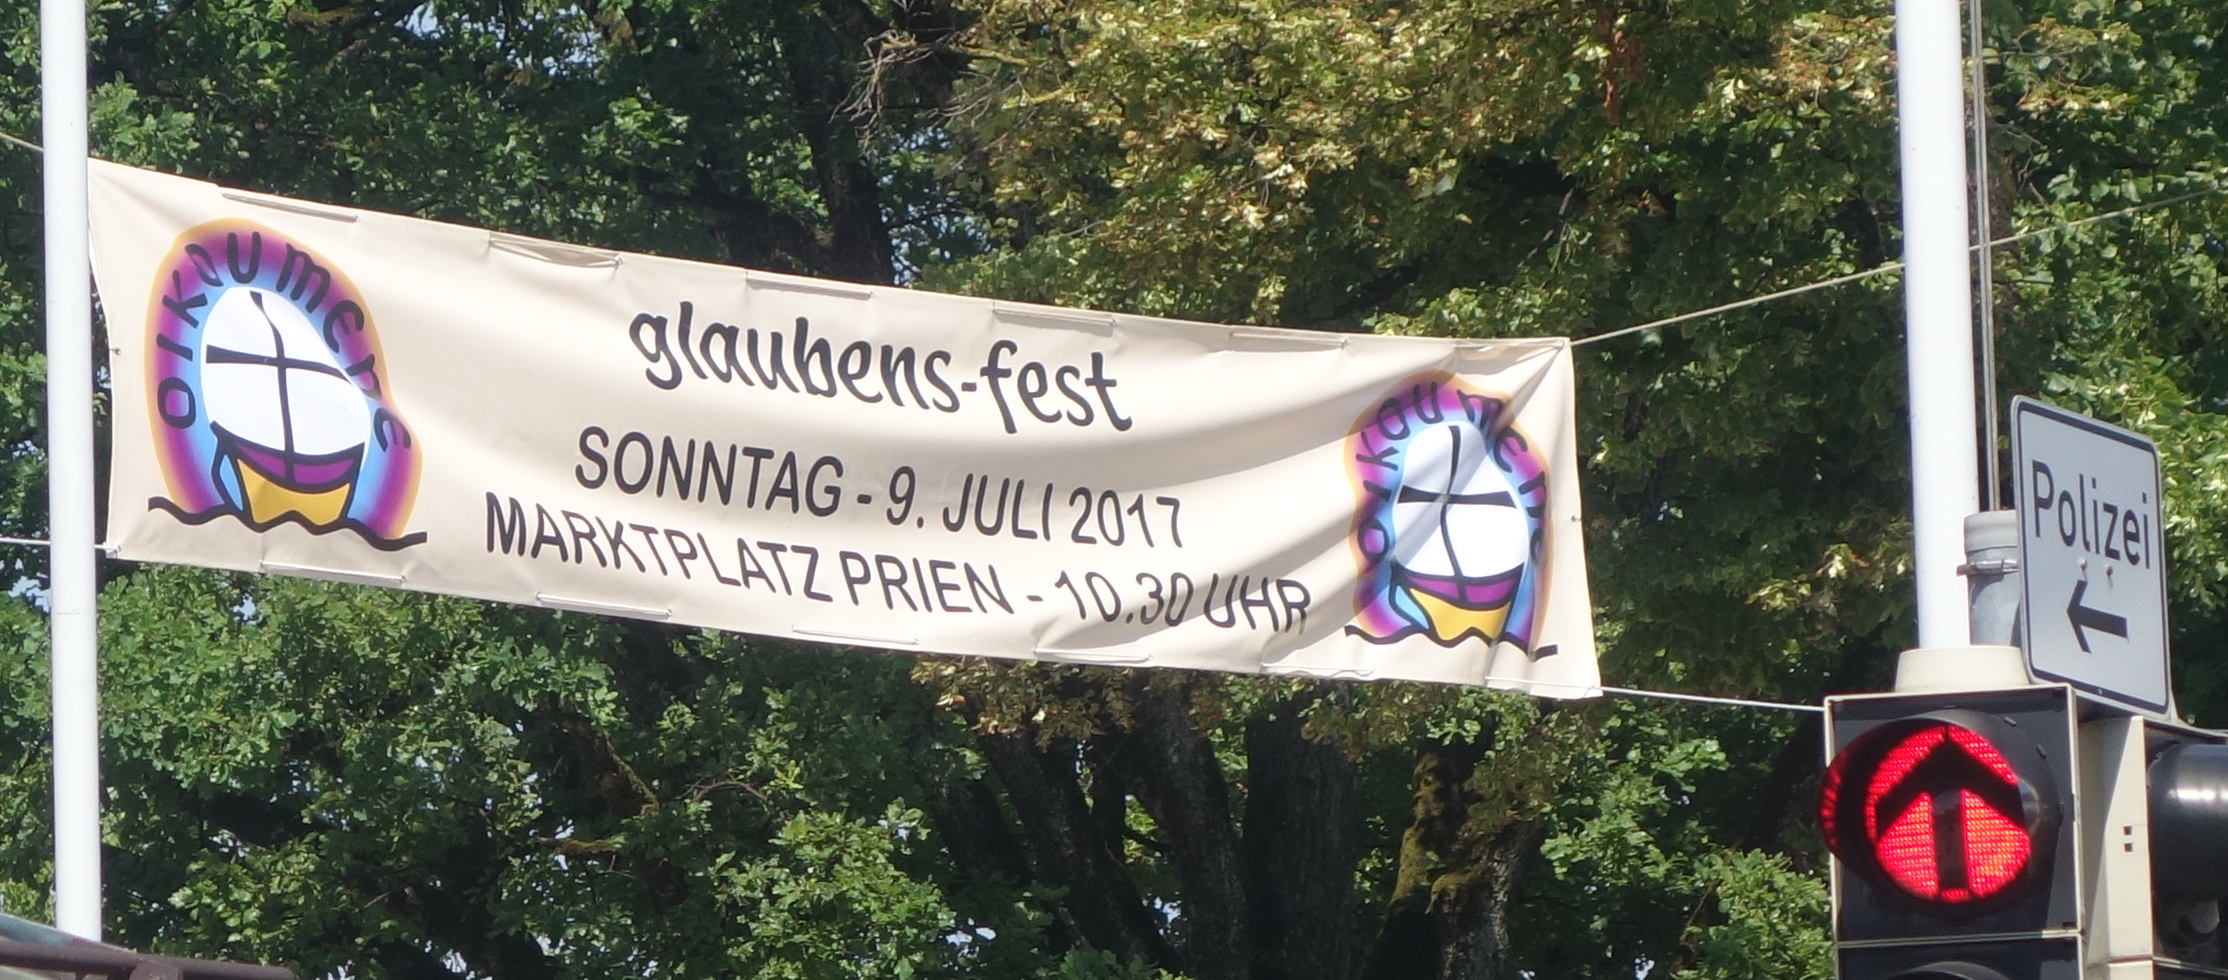 oikoumene
glaubens-fest
SONNTAG - 9. JULI 2017
MARKTPLATZ PRIEN - 10.30 UHR
oikoumene
Polizei